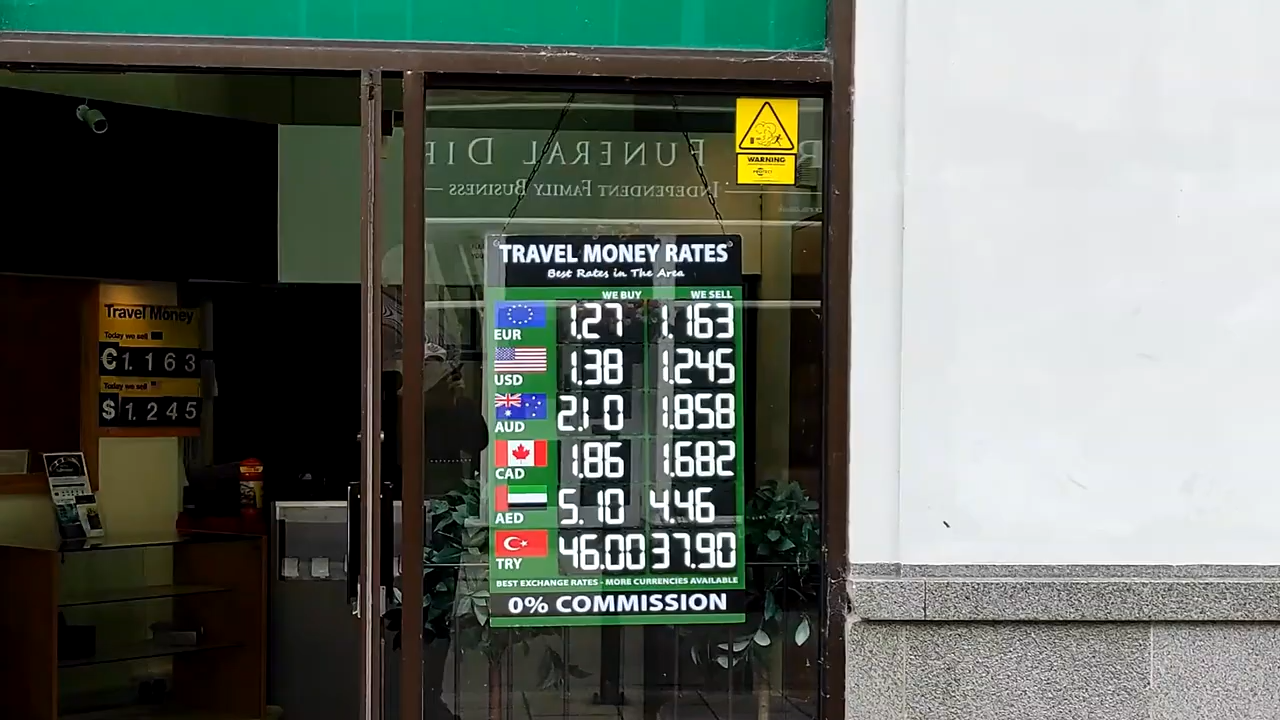 FUNERAL DIR
INDEPENDENT FAMILY BUSINESS
WARNING
PROTECT
TRAVEL MONEY RATES
Best Rates in The Area
WE BUY WE SELL
EUR 1.27 1.163
USD 1.38 1.245
AUD 2.10 1.858
CAD 1.86 1.682
AED 5.10 4.46
TRY 46.00 37.90
BEST EXCHANGE RATES - MORE CURRENCIES AVAILABLE
0% COMMISSION
Travel Money
Today we sell
€1.163
Today we sell
$1.245